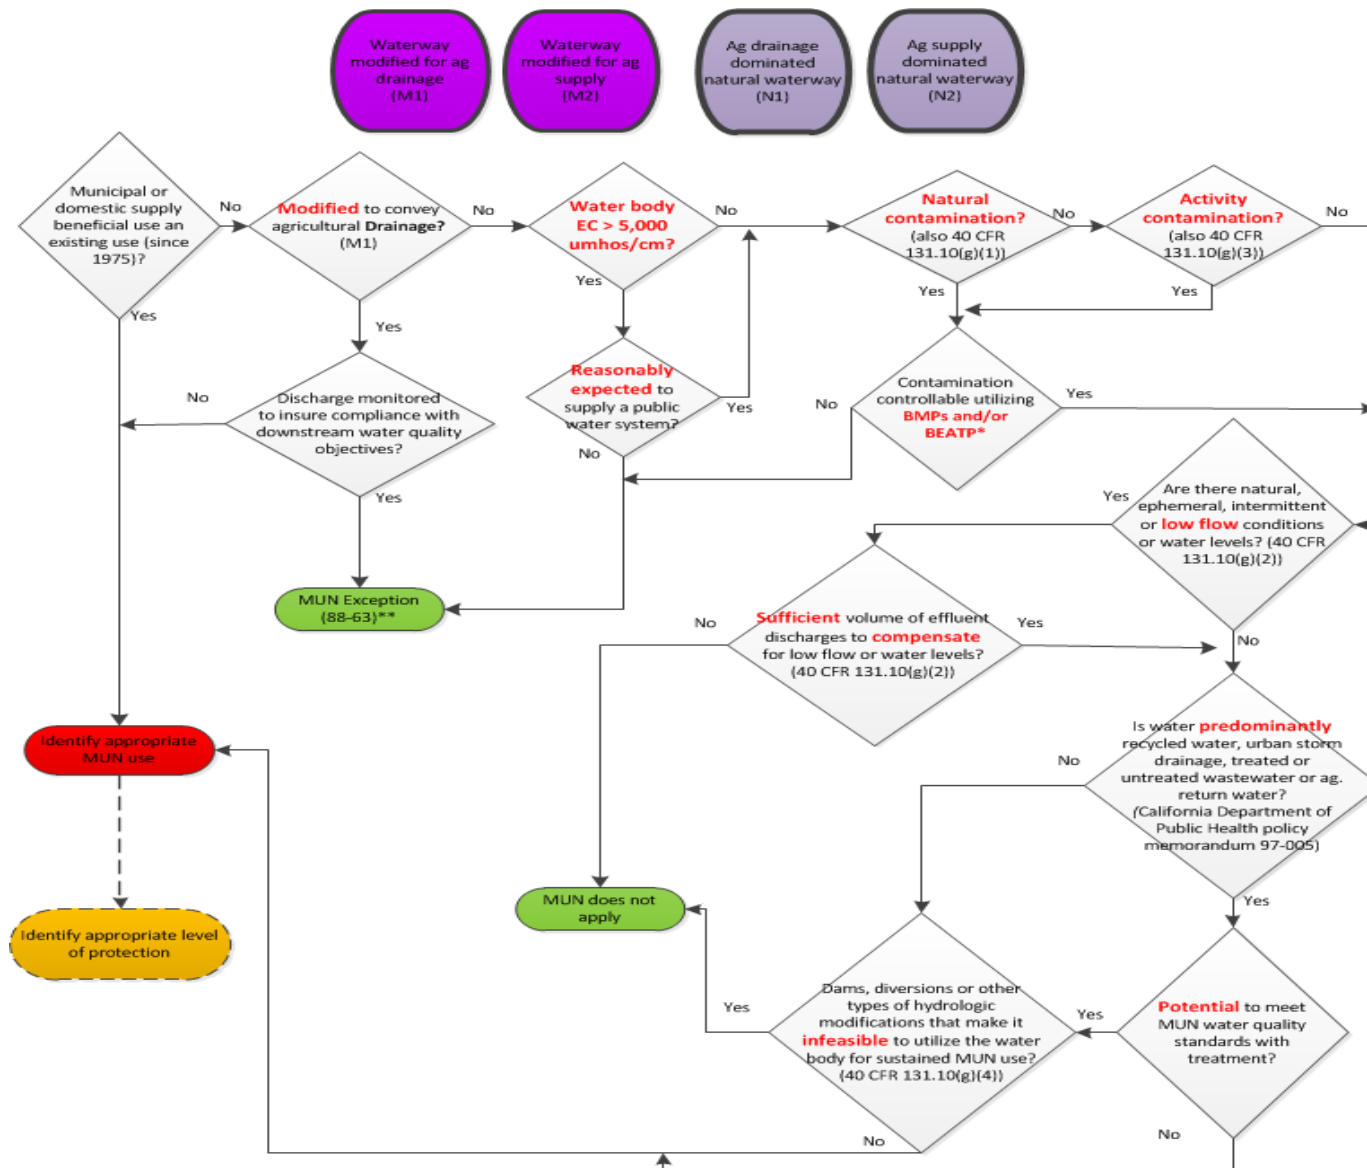 Waterway
modified for ag
drainage
(M1)
Waterway
modified for ag
supply
(M2)
Ag drainage
dominated
natural waterway
(N1)
Ag supply
dominated
natural waterway
(N2)
Municipal or
domestic supply
beneficial use an
existing use (since
1975)?
No
Yes
Modified to convey
agricultural Drainage?
(M1)
No
Yes
Water body
EC > 5,000
umhos/cm?
No
Yes
Natural
contamination?
(also 40 CFR
131.10(g)(1))
No
Yes
Activity
contamination?
(also 40 CFR
131.10(g)(3))
No
Yes
Discharge monitored
to insure compliance with
downstream water quality
objectives?
No
Yes
Reasonably
expected to
supply a public
water system?
Yes
No
Contamination
controllable utilizing
BMPs and/or
BEATP*
No
Yes
Are there natural,
ephemeral, intermittent
or low flow conditions
or water levels? (40 CFR
131.10(g)(2))
Yes
No
MUN Exception
(88-63)**
Sufficient volume of effluent
discharges to compensate
for low flow or water levels?
(40 CFR 131.10(g)(2))
No
Yes
Identify appropriate
MUN use
Is water predominantly
recycled water, urban storm
drainage, treated or
untreated wastewater or ag.
return water?
(California Department of
Public Health policy
memorandum 97-005)
No
Yes
MUN does not
apply
Identify appropriate level
of protection
Dams, diversions or other
types of hydrologic
modifications that make it
infeasible to utilize the water
body for sustained MUN use?
(40 CFR 131.10(g)(4))
Yes
No
Potential to meet
MUN water quality
standards with
treatment?
Yes
No